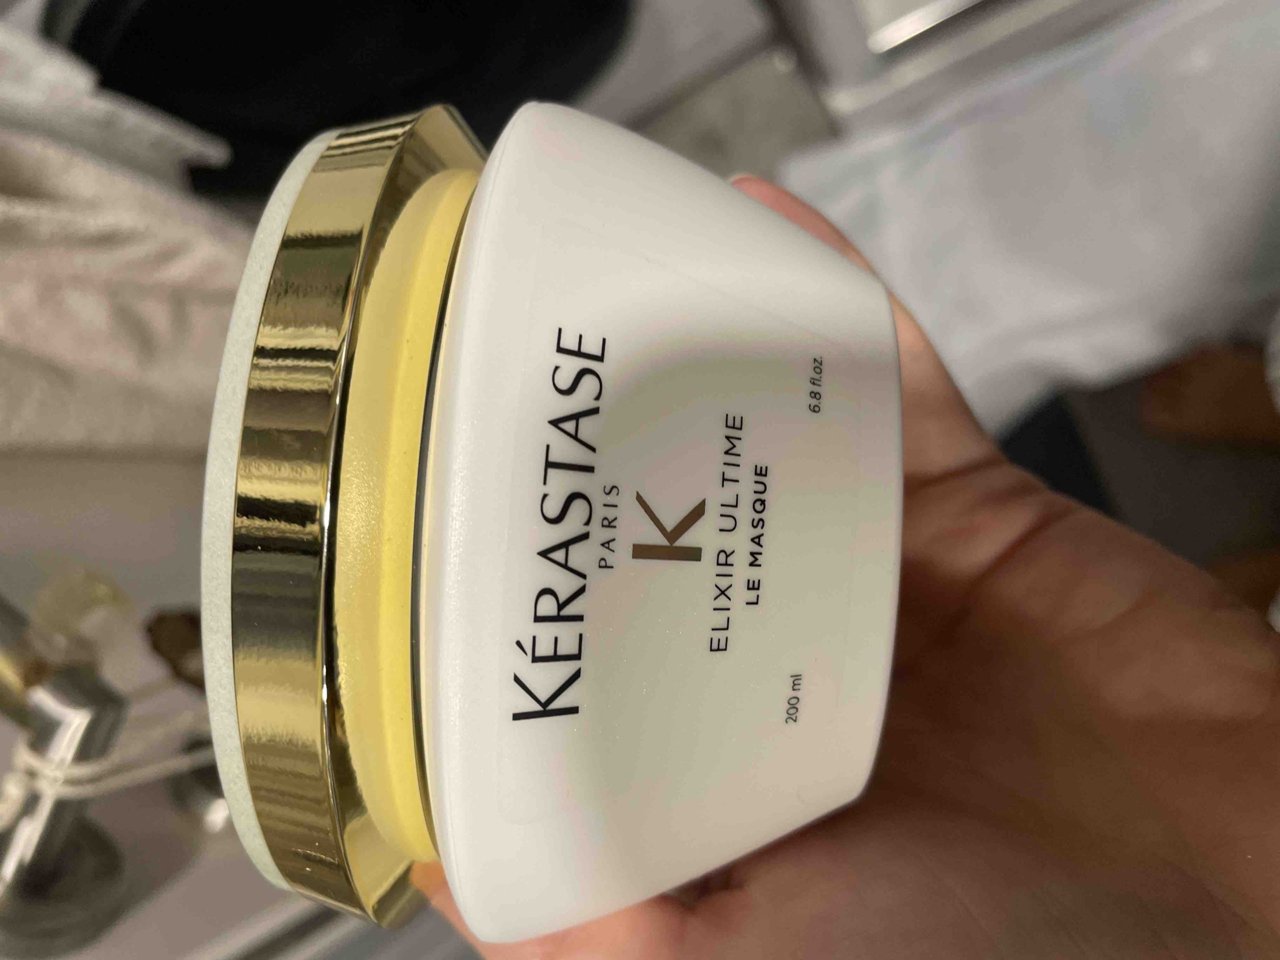 KÉRASTASE
PARIS
K
ELIXIR ULTIME
LE MASQUE
200 ml
6.8 fl.oz.